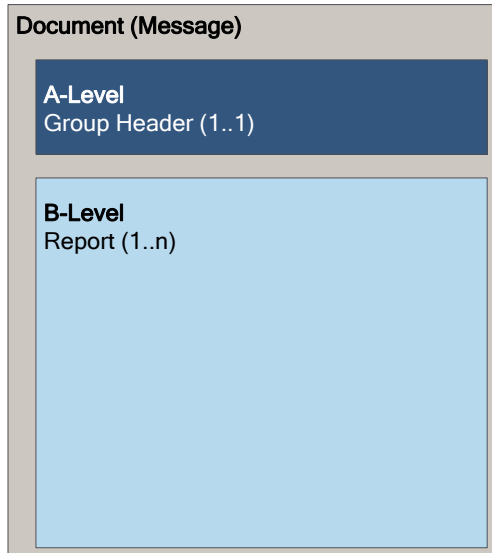 Document (Message)
A-Level
Group Header (1..1)
B-Level
Report (1..n)